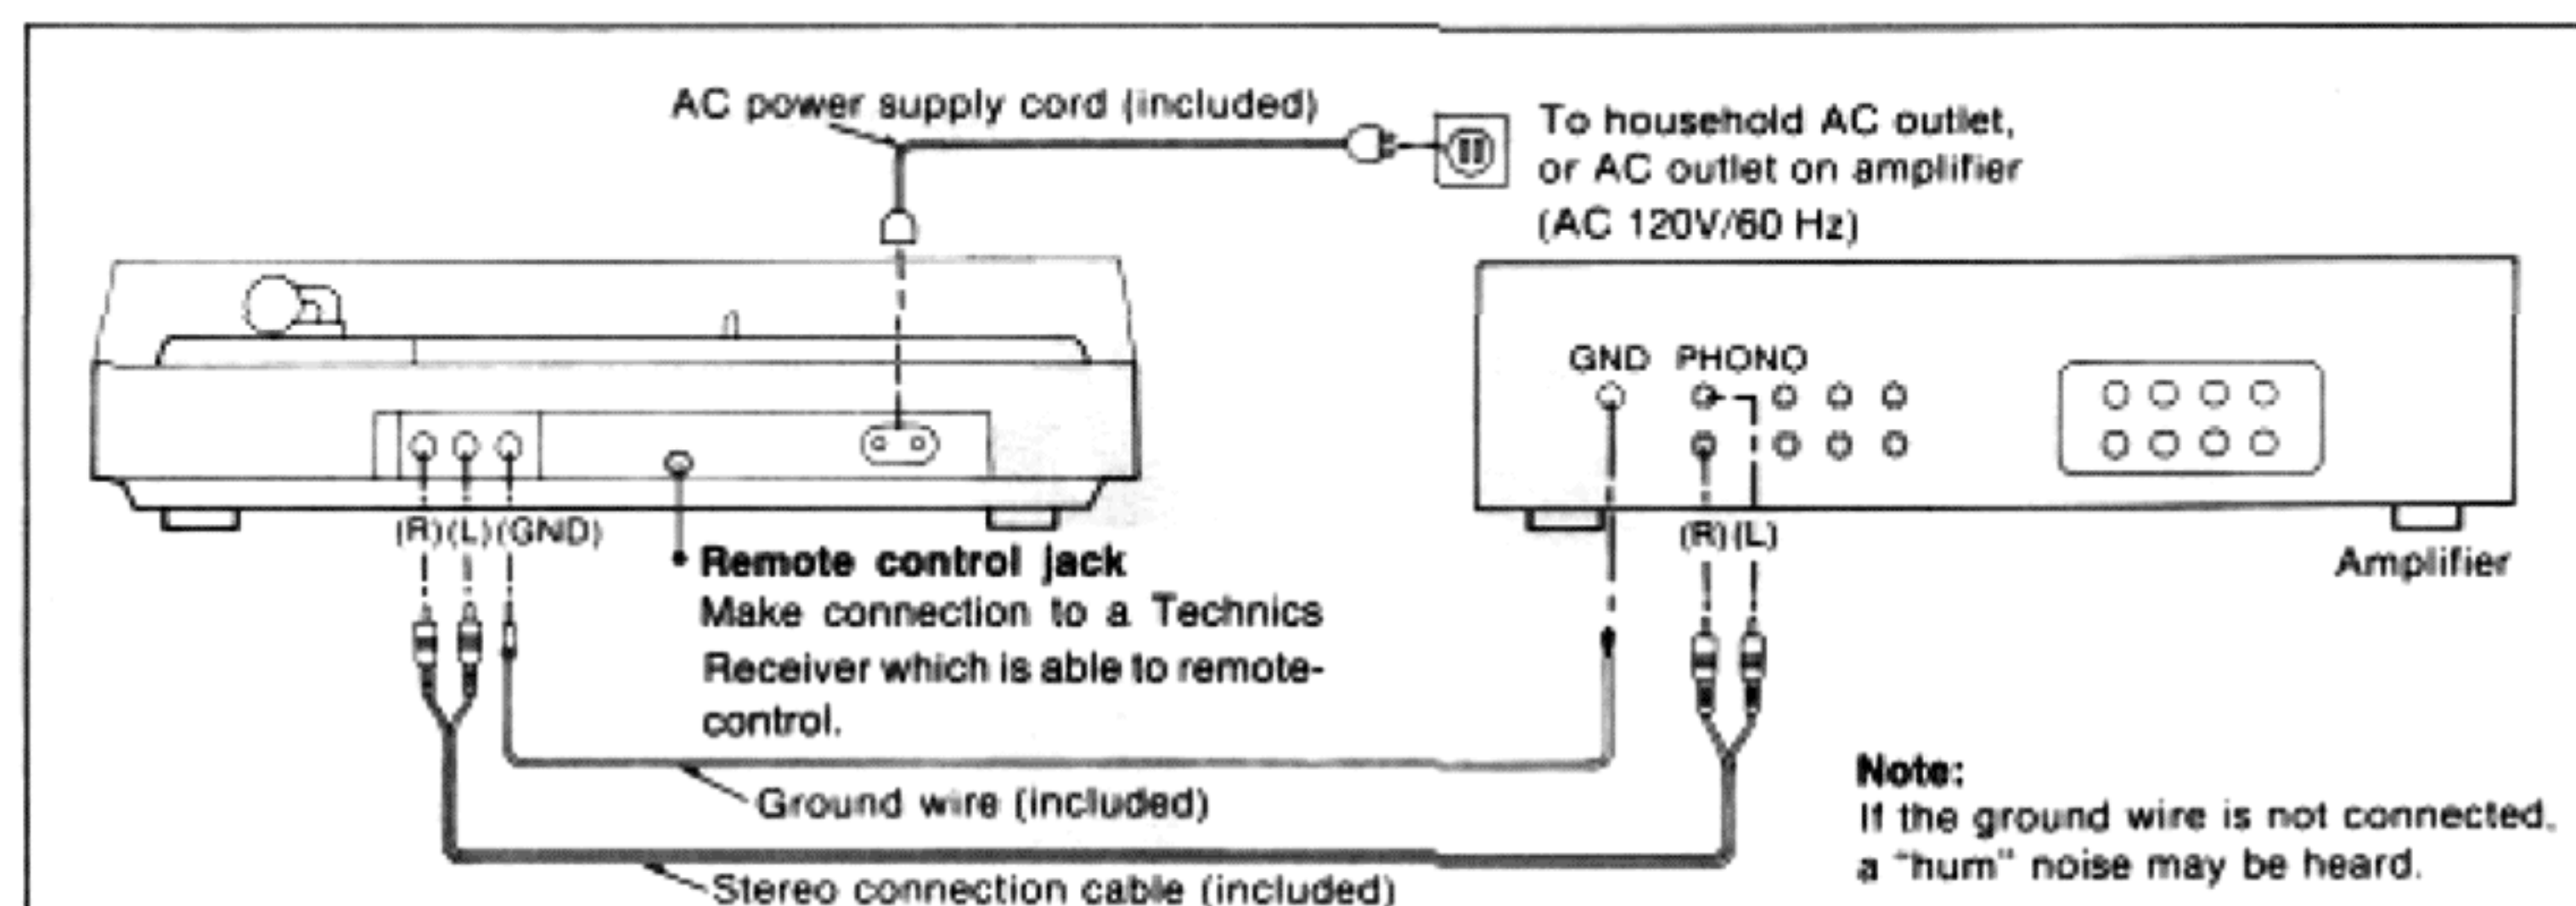 AC power supply cord (included)
To household AC outlet,
or AC outlet on amplifier
(AC 120V/60 Hz)
GND PHONO
(R) (L) (GND)
(R) (L)
Amplifier
Remote control jack
Make connection to a Technics
Receiver which is able to remote-
control.
Ground wire (included)
Stereo connection cable (included)
Note:
If the ground wire is not connected,
a "hum" noise may be heard.